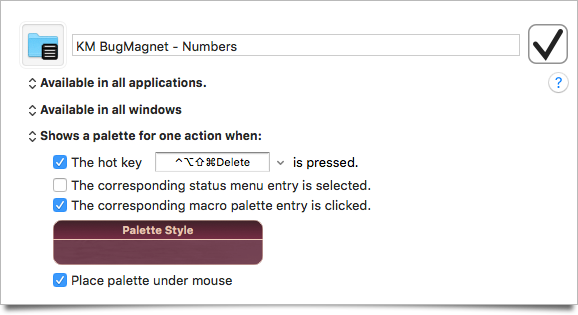 KM BugMagnet - Numbers
Available in all applications.
?
Available in all windows
Shows a palette for one action when:
The hot key ^⌥⇧⌘Delete is pressed.
The corresponding status menu entry is selected.
The corresponding macro palette entry is clicked.
Palette Style
Place palette under mouse